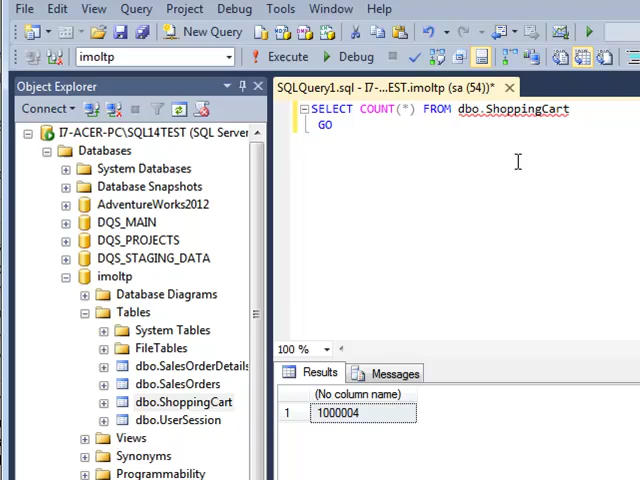 File Edit View Query Project Debug Tools Window Help
New Query
imoltp
Execute
Debug
Object Explorer
SQLQuery1.sql - I7-...EST.imoltp (sa (54))*
Connect
SELECT COUNT(*) FROM dbo.ShoppingCart
GO
I7-ACER-PC\SQL14TEST (SQL Server
Databases
System Databases
Database Snapshots
AdventureWorks2012
DQS_MAIN
DQS_PROJECTS
DQS_STAGING_DATA
imoltp
Database Diagrams
Tables
System Tables
FileTables
dbo.SalesOrderDetails
dbo.SalesOrders
dbo.ShoppingCart
dbo.UserSession
Views
Synonyms
Programmability
100 %
Results
Messages
(No column name)
1 1000004